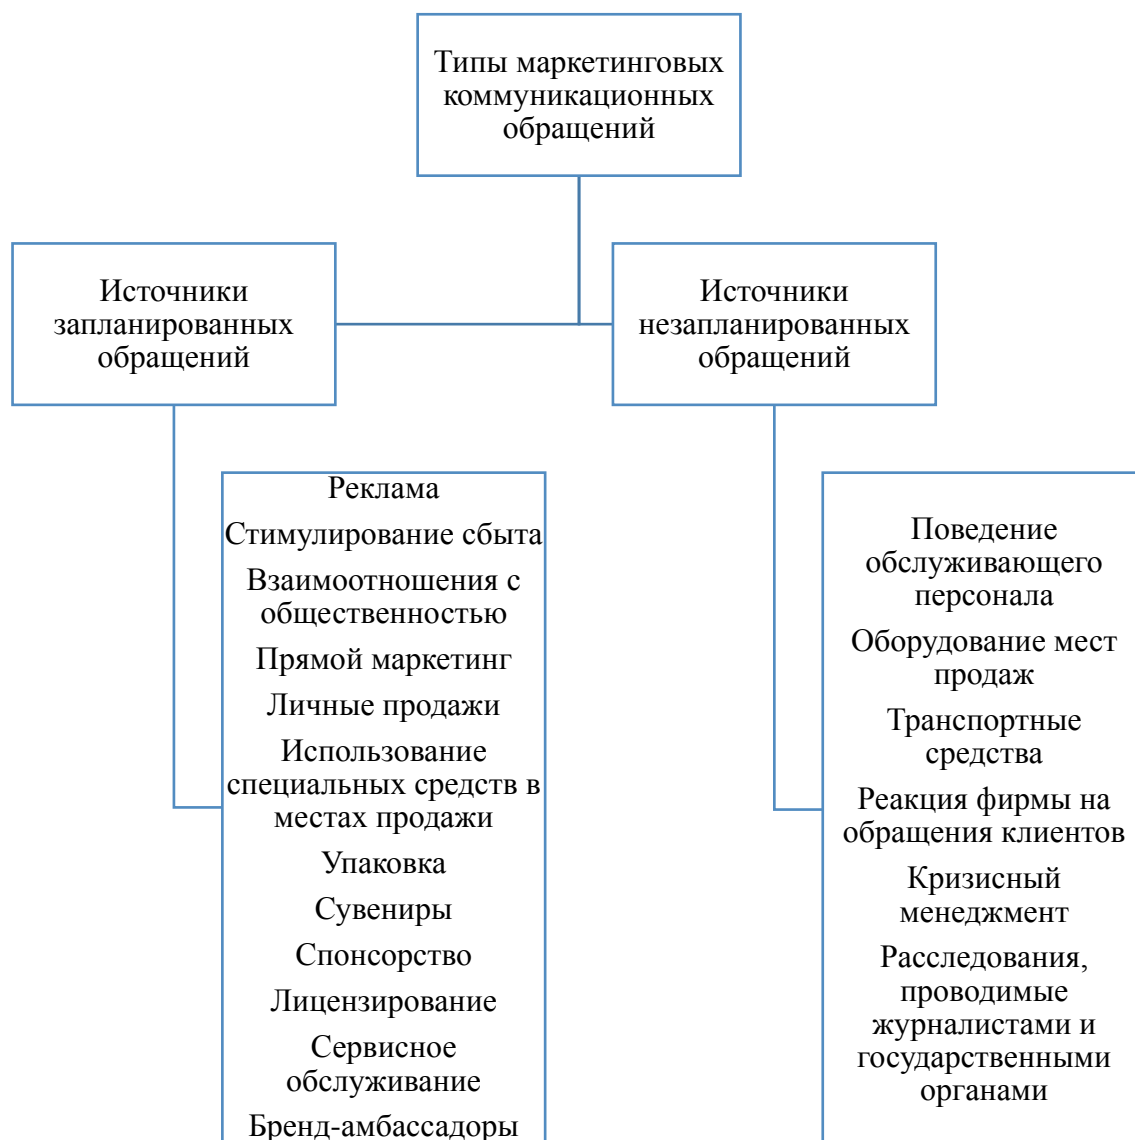 Типы маркетинговых
коммуникационных
обращений
Источники
запланированных
обращений
Источники
незапланированных
обращений
Реклама
Стимулирование сбыта
Взаимоотношения с
общественностью
Прямой маркетинг
Личные продажи
Использование
специальных средств в
местах продажи
Упаковка
Сувениры
Спонсорство
Лицензирование
Сервисное
обслуживание
Бренд-амбассадоры
Поведение
обслуживающего
персонала
Оборудование мест
продаж
Транспортные
средства
Реакция фирмы на
обращения клиентов
Кризисный
менеджмент
Расследования,
проводимые
журналистами и
государственными
органами